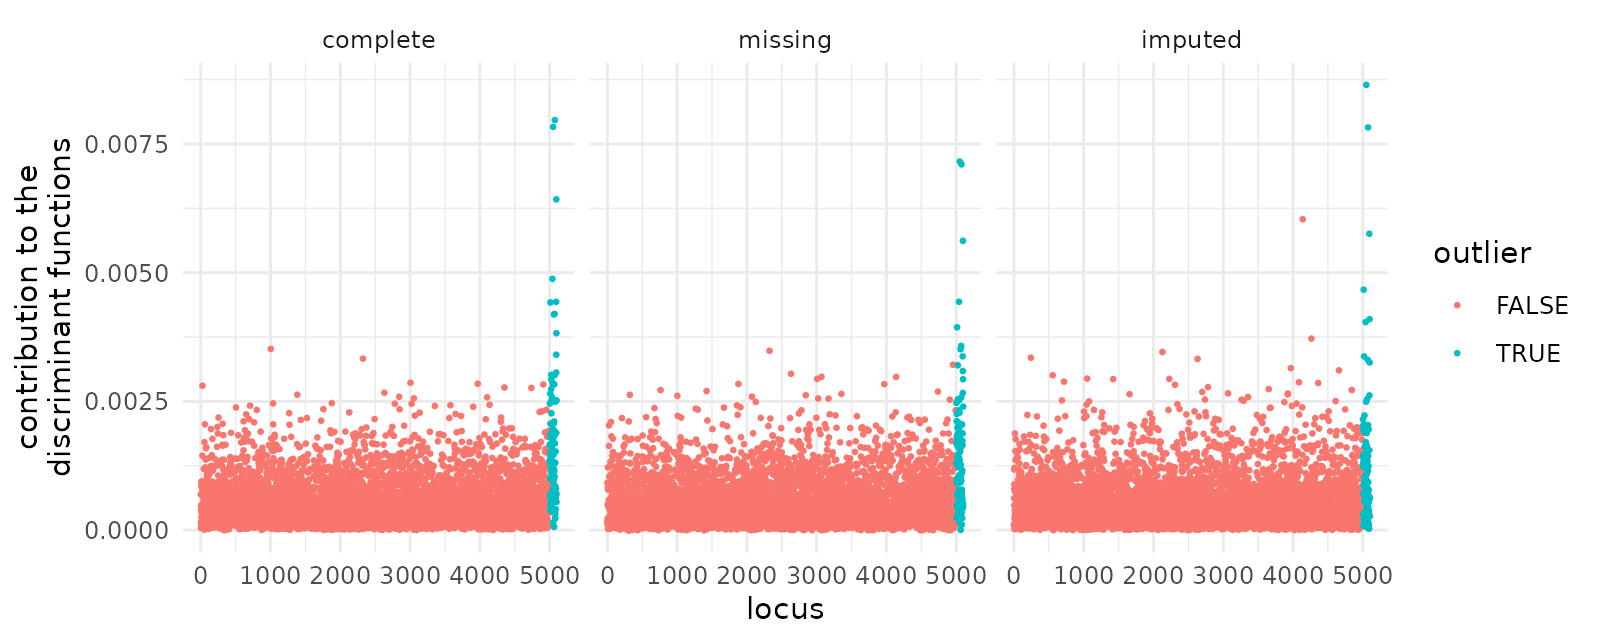 complete missing imputed
contribution to the
discriminant functions
0.0075
0.0050
0.0025
0.0000
0 1000 2000 3000 4000 5000 0 1000 2000 3000 4000 5000 0 1000 2000 3000 4000 5000
locus
outlier
FALSE
TRUE